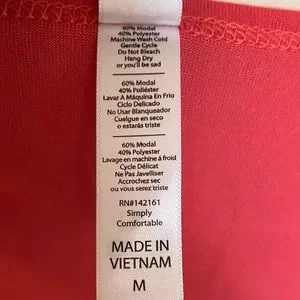 60% Modal
40% Polyester
Machine Wash Cold
Gentle Cycle
Do Not Bleach
Hang Dry
or you'll be sad
60% Modal
40% Poliéster
Lavar A Máquina En Frio
Ciclo Delicado
No Usar Blanqueador
Cuelgue en seco
o estarás triste
60% Modal
40% Polyester
Lavage en machine à froid
Cycle Délicat
Ne Pas Javelliser
Accrochez sec
ou vous serez triste
RN#142161
Simply
Comfortable
MADE IN
VIETNAM
M